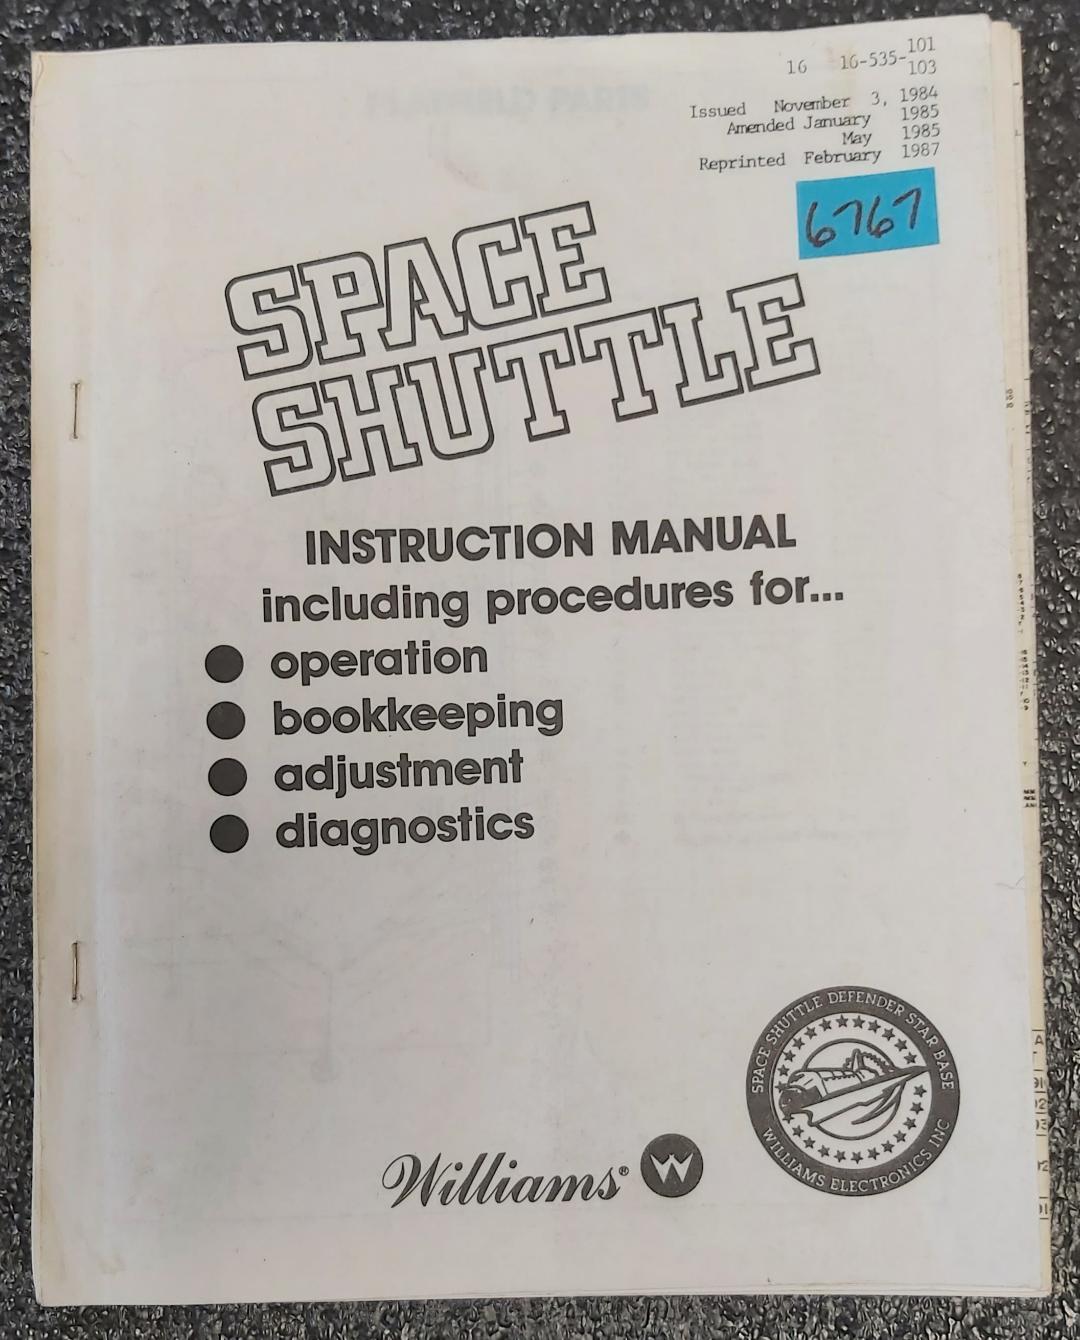 16 16-535-101
103
Issued November 3, 1984
Amended January 1985
May 1985
Reprinted February 1987
6767
SPACE
SHUTTLE
INSTRUCTION MANUAL
including procedures for...
● operation
● bookkeeping
● adjustment
● diagnostics
SPACE SHUTTLE DEFENDER STAR BASE
WILLIAMS ELECTRONICS INC
Williams® W